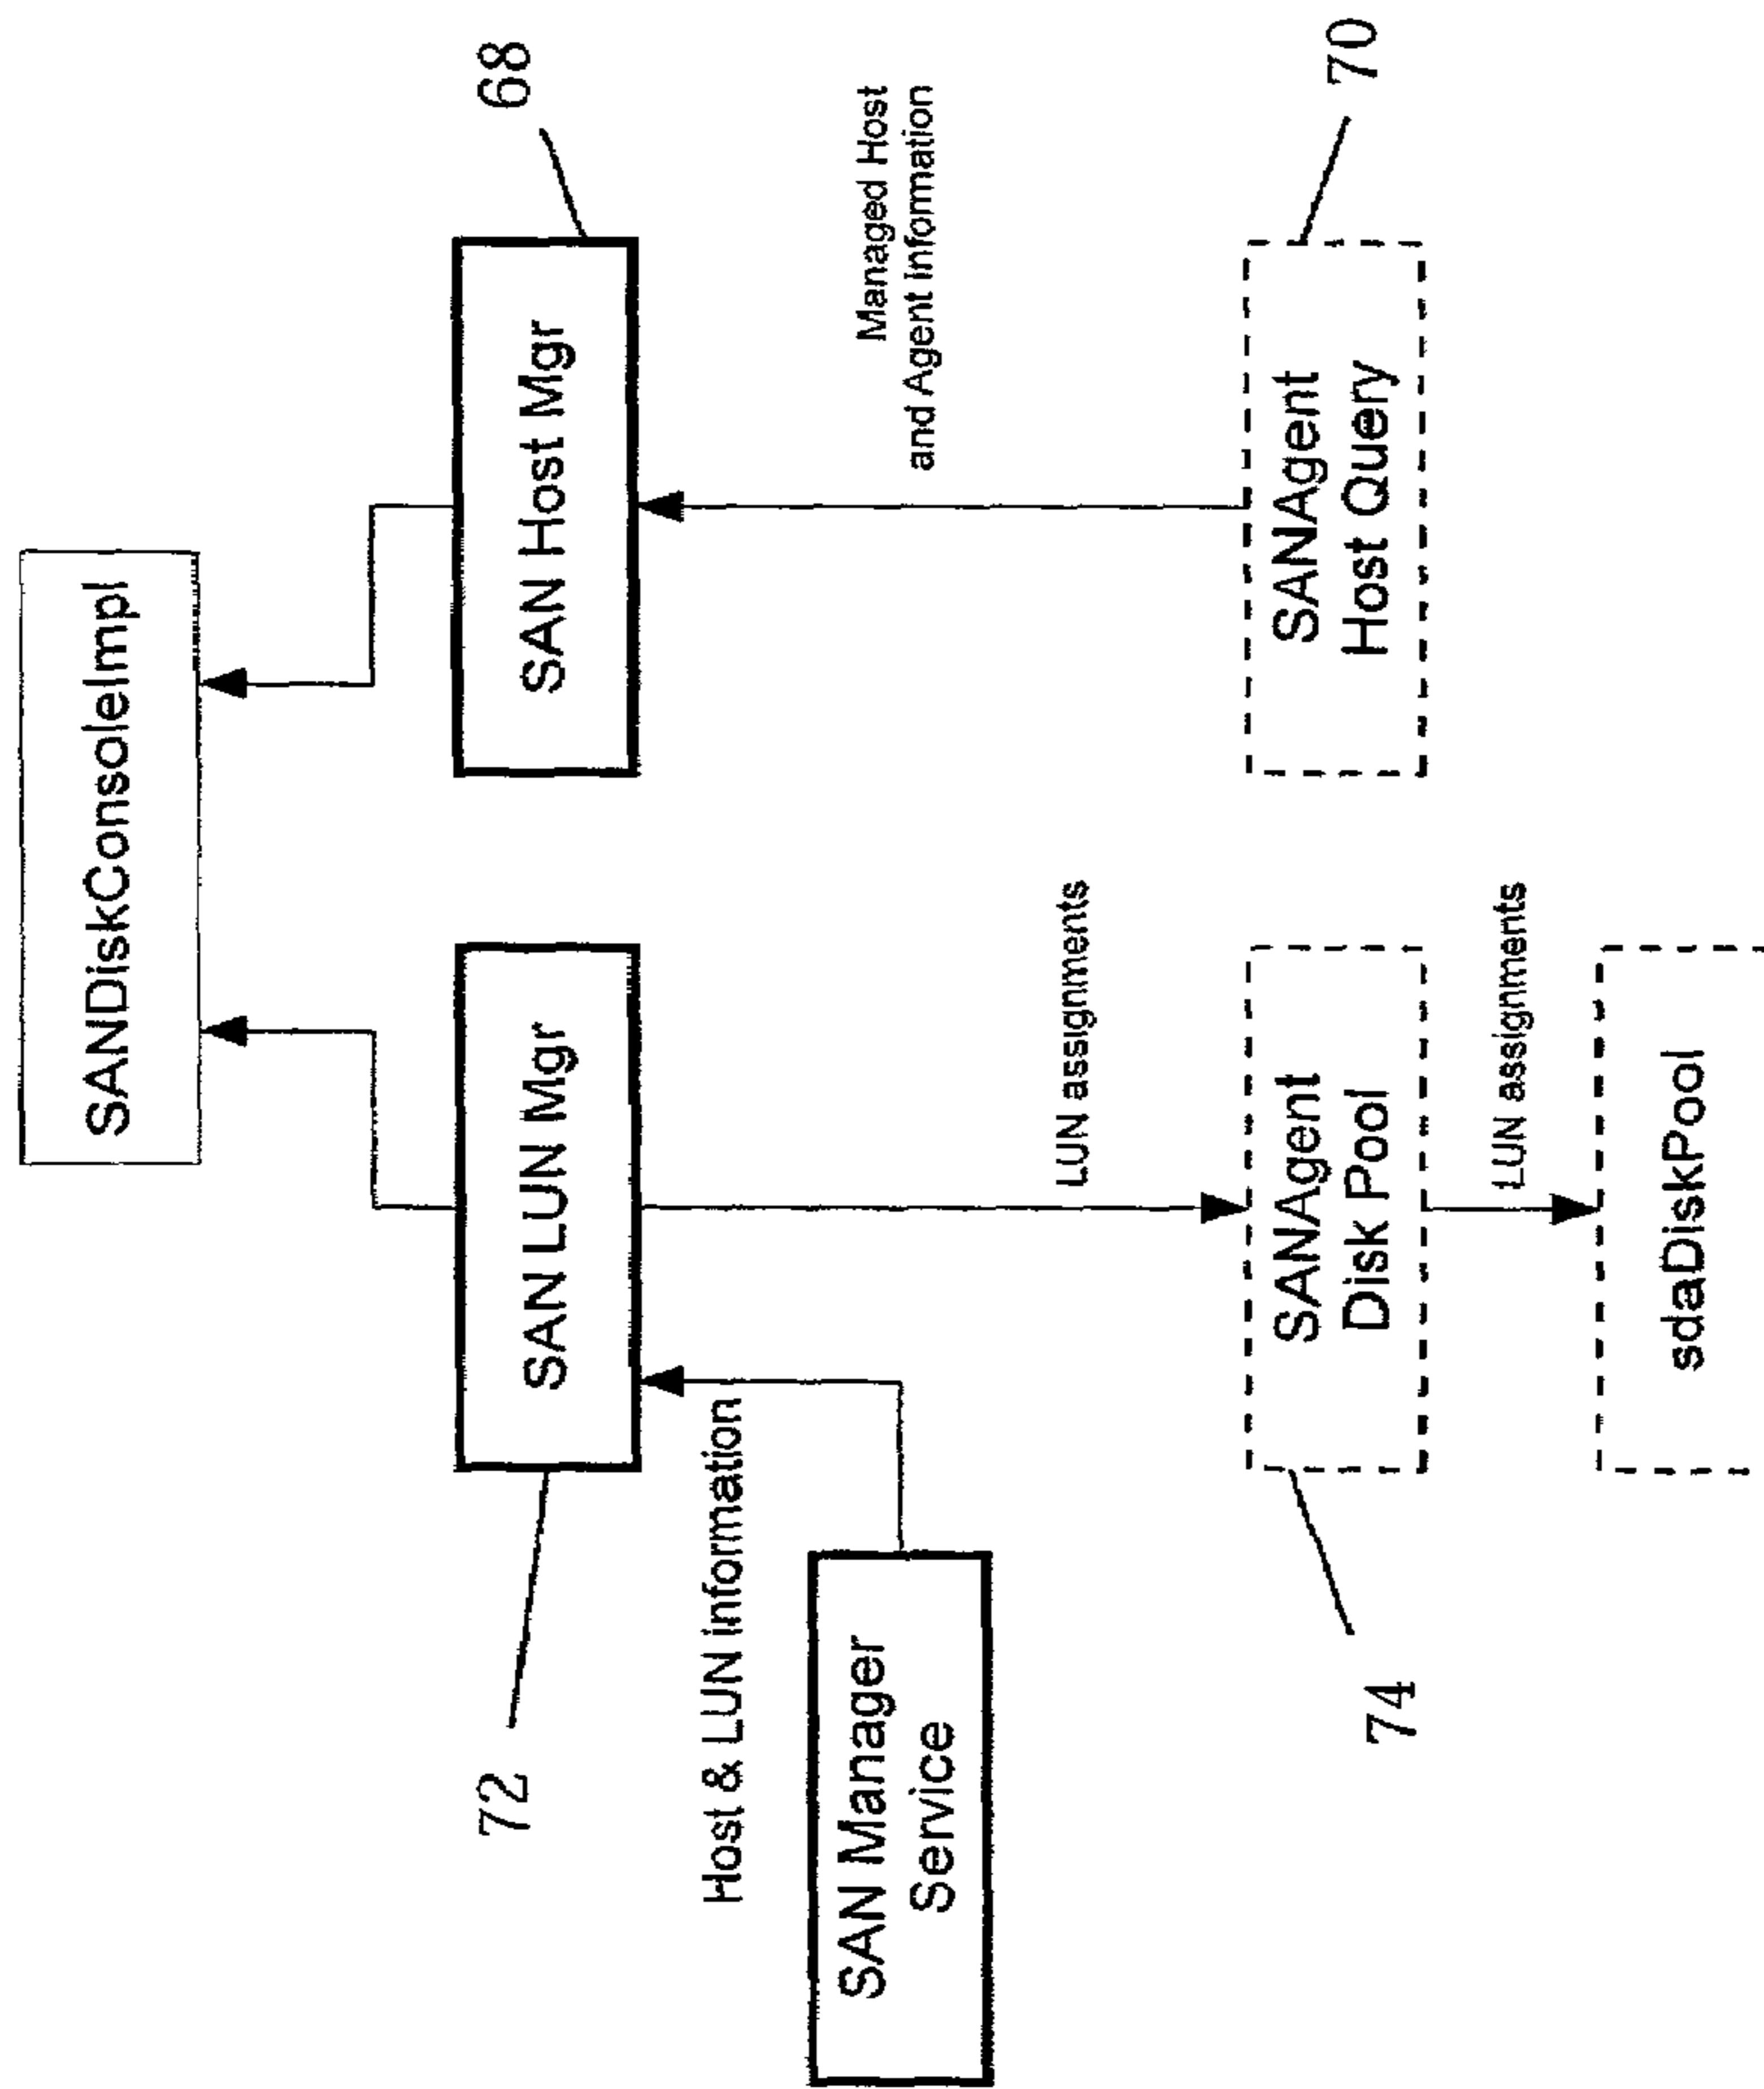 SANDiskConsoleImpl
72
SAN LUN Mgr
SAN Host Mgr
68
Host & LUN information
SAN Manager
Service
Managed Host
and Agent Infomation
LUN assignments
74
SANAgent
Disk Pool
SANAgent
Host Query
70
LUN assignments
sdaDiskPool